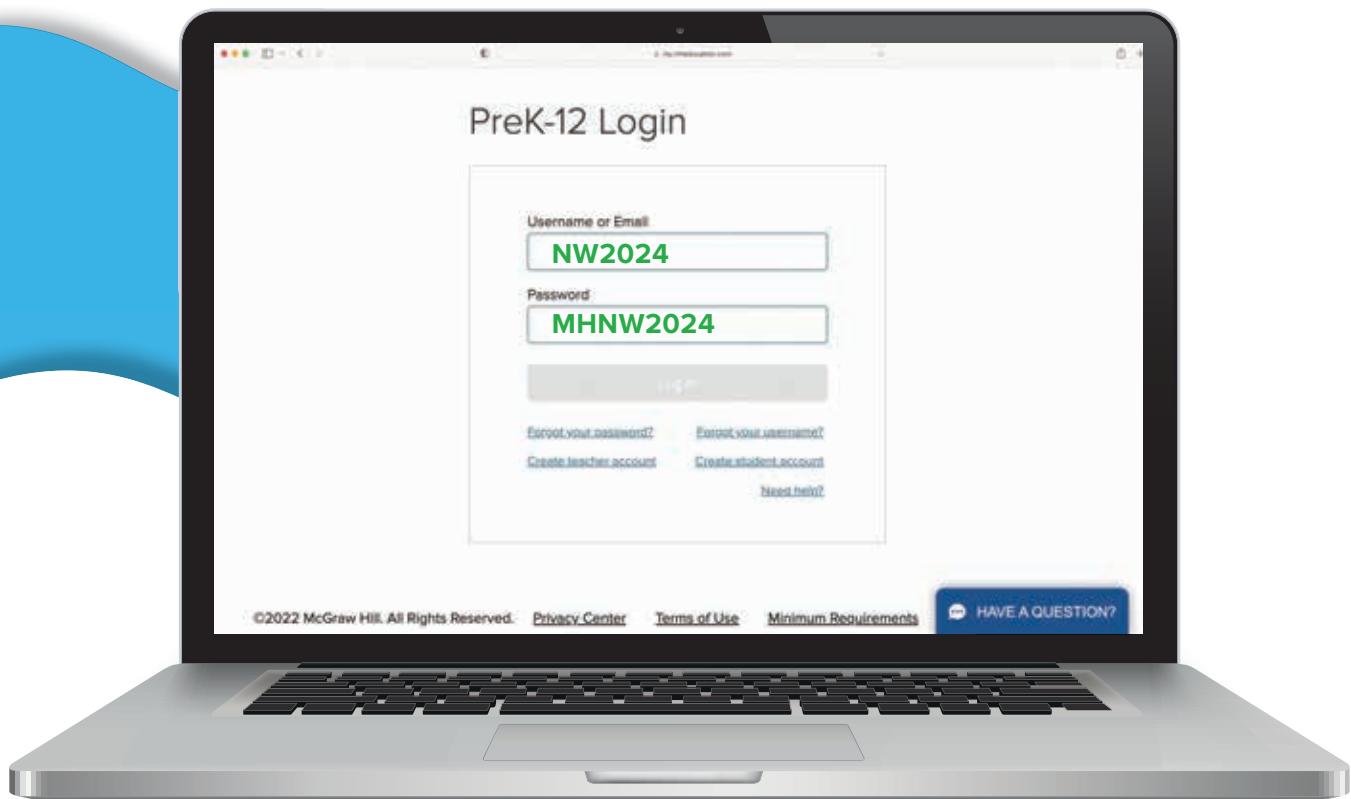 PreK-12 Login
Username or Email
NW2024
Password
MHNW2024
Login
Forgot your password? Forgot your username?
Create teacher account Create student account
Need help?
©2022 McGraw Hill. All Rights Reserved. Privacy Center Terms of Use Minimum Requirements
HAVE A QUESTION?